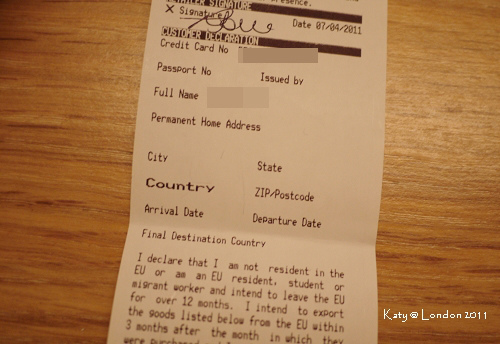 presence.
RETAILER SIGNATURE
X Signature Date 07/04/2011
CUSTOMER DECLARATION
Credit Card No
Passport No Issued by
Full Name
Permanent Home Address
City State
Country ZIP/Postcode
Arrival Date Departure Date
Final Destination Country
I declare that I am not resident in the
EU or am an EU resident, student or
migrant worker and intend to leave the EU
for over 12 months. I intend to export
the goods listed below from the EU within
3 months after the month in which they
were purchased
Katy @ London 2011